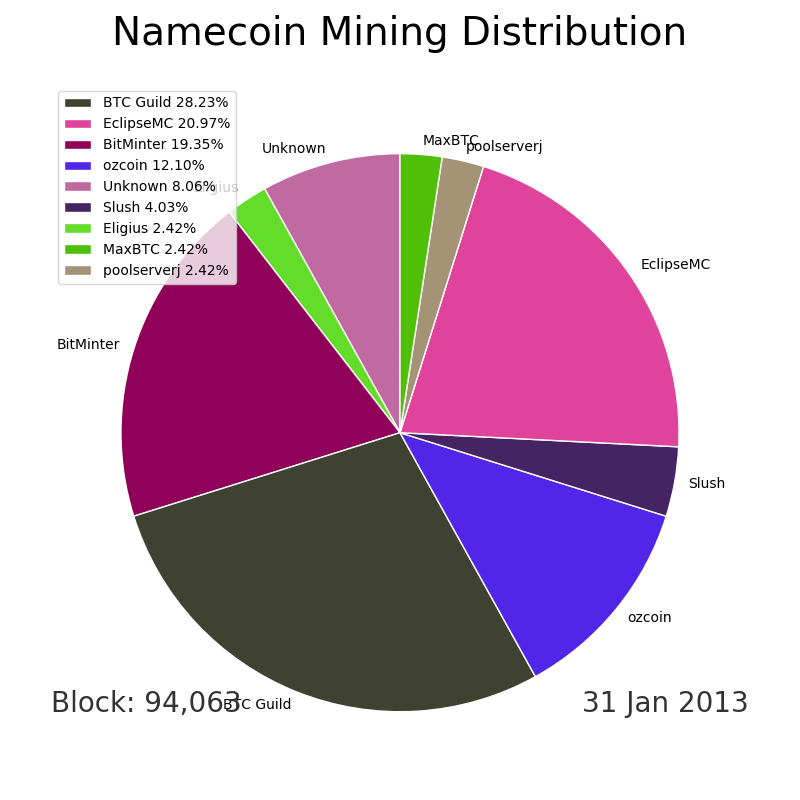 Namecoin Mining Distribution
BTC Guild 28.23%
EclipseMC 20.97%
BitMinter 19.35%
ozcoin 12.10%
Unknown 8.06%
Slush 4.03%
Eligius 2.42%
MaxBTC 2.42%
poolserverj 2.42%
MaxBTC
poolserverj
Unknown
Eligius
EclipseMC
BitMinter
Slush
ozcoin
BTC Guild
Block: 94,063
31 Jan 2013